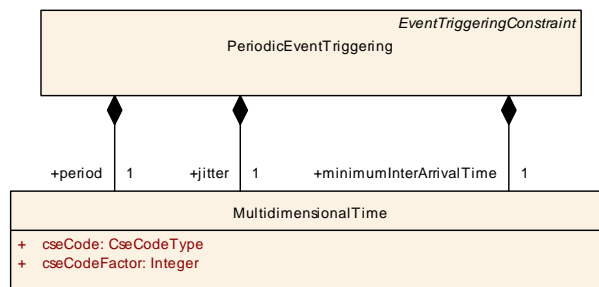 EventTriggeringConstraint
PeriodicEventTriggering
+period 1 +jitter 1 +minimumInterArrivalTime 1
MultidimensionalTime
+ cseCode: CseCodeType
+ cseCodeFactor: Integer